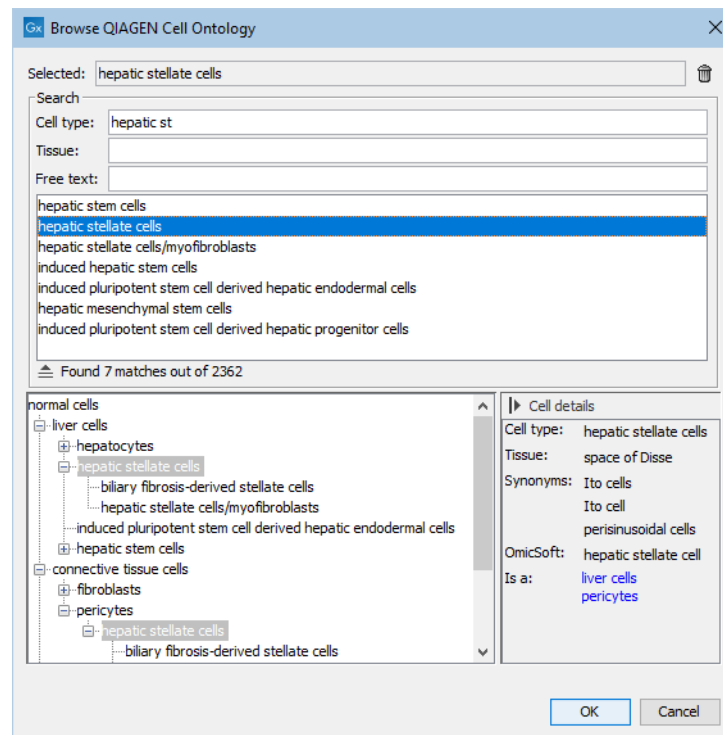 Gx Browse QIAGEN Cell Ontology
Selected: hepatic stellate cells
Search
Cell type: hepatic st
Tissue:
Free text:
hepatic stem cells
hepatic stellate cells
hepatic stellate cells/myofibroblasts
induced hepatic stem cells
induced pluripotent stem cell derived hepatic endodermal cells
hepatic mesenchymal stem cells
induced pluripotent stem cell derived hepatic progenitor cells
Found 7 matches out of 2362
normal cells
liver cells
hepatocytes
hepatic stellate cells
biliary fibrosis-derived stellate cells
hepatic stellate cells/myofibroblasts
induced pluripotent stem cell derived hepatic endodermal cells
hepatic stem cells
connective tissue cells
fibroblasts
pericytes
hepatic stellate cells
biliary fibrosis-derived stellate cells
Cell details
Cell type: hepatic stellate cells
Tissue: space of Disse
Synonyms: Ito cells
Ito cell
perisinusoidal cells
OmicSoft: hepatic stellate cell
Is a: liver cells
pericytes
OK Cancel